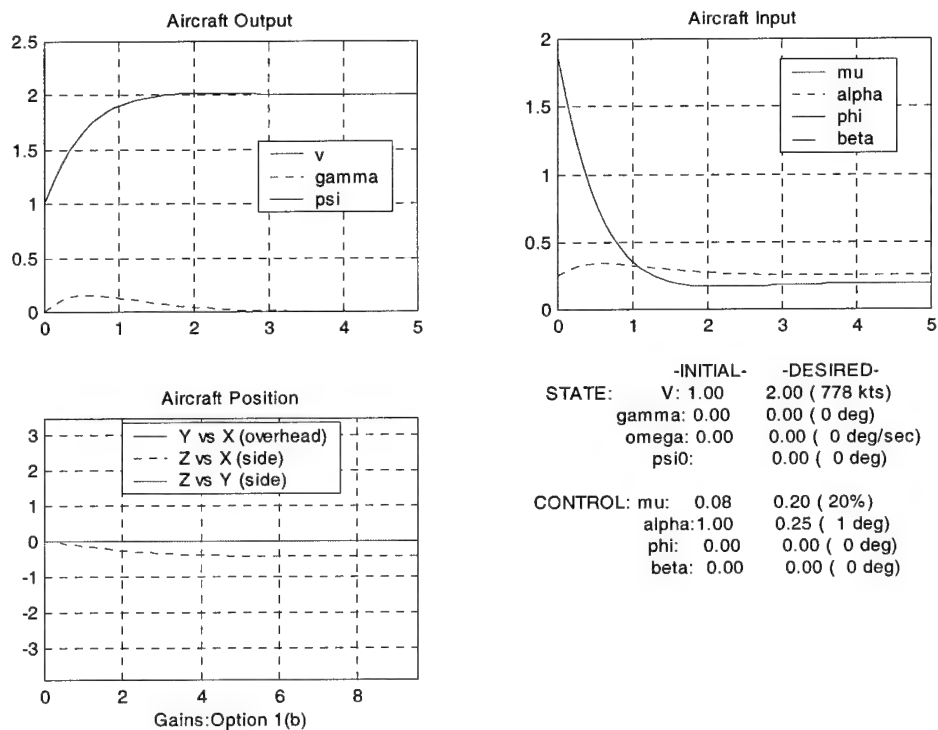 Aircraft Output
2.5
2
1.5
1
0.5
0
0 1 2 3 4 5
v
gamma
psi
Aircraft Input
2
1.5
1
0.5
0
0 1 2 3 4 5
mu
alpha
phi
beta
Aircraft Position
3
2
1
0
-1
-2
-3
0 2 4 6 8
Y vs X (overhead)
Z vs X (side)
Z vs Y (side)
Gains:Option 1(b)
-INITIAL- -DESIRED-
STATE: V: 1.00 2.00 ( 778 kts)
gamma: 0.00 0.00 ( 0 deg)
omega: 0.00 0.00 ( 0 deg/sec)
psi0: 0.00 ( 0 deg)
CONTROL: mu: 0.08 0.20 ( 20%)
alpha:1.00 0.25 ( 1 deg)
phi: 0.00 0.00 ( 0 deg)
beta: 0.00 0.00 ( 0 deg)